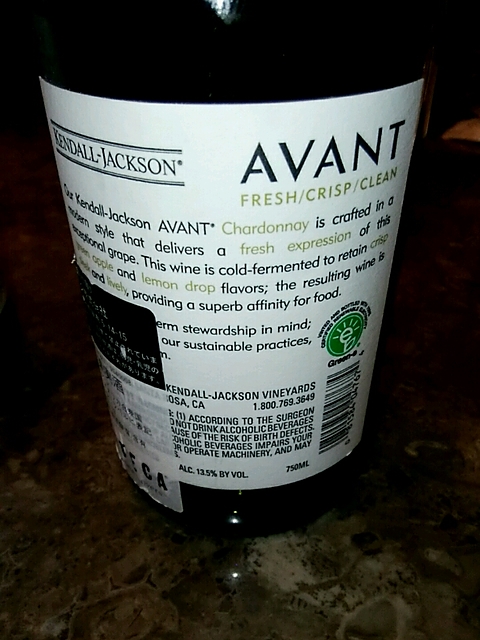 KENDALL-JACKSON®
AVANT
FRESH/CRISP/CLEAN
Our Kendall-Jackson AVANT® Chardonnay is crafted in a
modern style that delivers a fresh expression of this
exceptional grape. This wine is cold-fermented to retain crisp
apple and lemon drop flavors; the resulting wine is
and lively, providing a superb affinity for food.
stewardship in mind;
our sustainable practices,
KENDALL-JACKSON VINEYARDS
OSA, CA 1.800.769.3649
(1) ACCORDING TO THE SURGEON
NOT DRINK ALCOHOLIC BEVERAGES
OF THE RISK OF BIRTH DEFECTS.
BEVERAGES IMPAIRS YOUR
OR OPERATE MACHINERY, AND MAY
ALC. 13.5% BY VOL. 750ML
Green-e